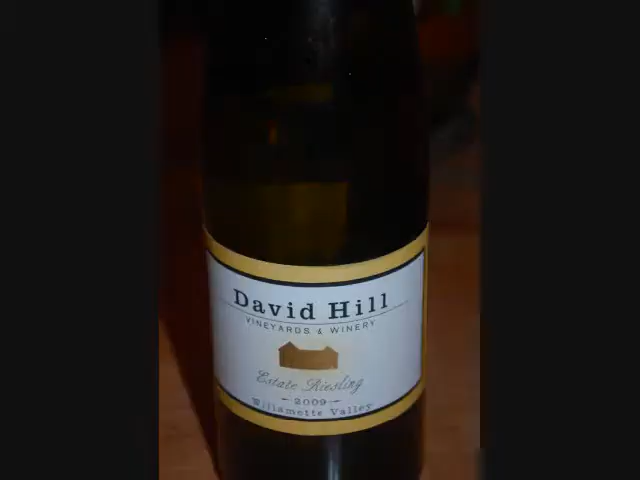 David Hill
VINEYARDS & WINERY
Estate Riesling
- 2009 -
Willamette Valley